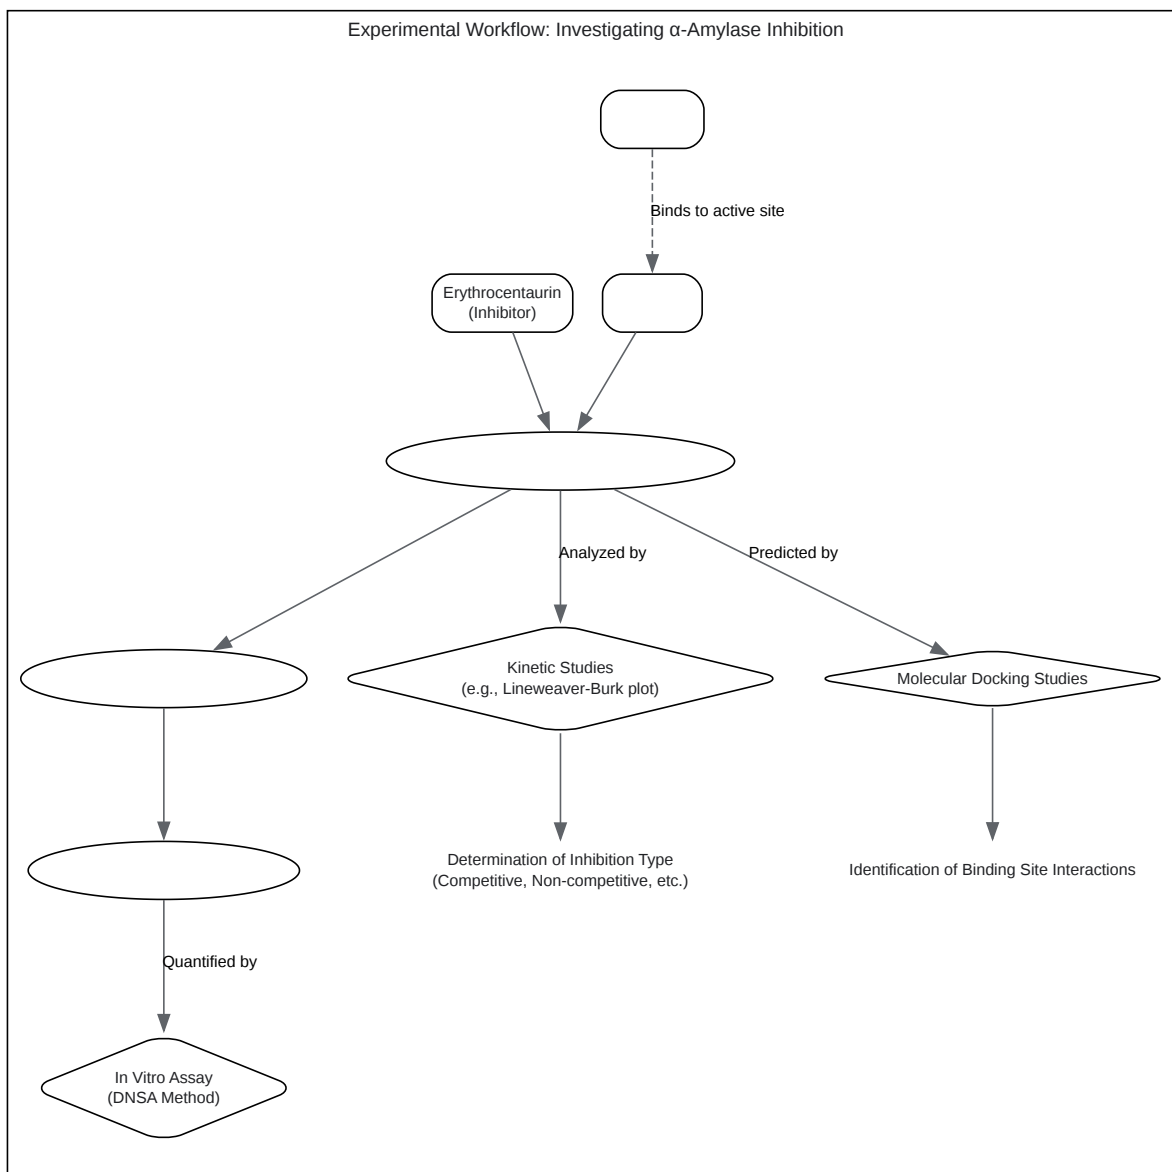 Experimental Workflow: Investigating α-Amylase Inhibition
Binds to active site
Erythrocentaurin
(Inhibitor)
Analyzed by
Predicted by
Kinetic Studies
(e.g., Lineweaver-Burk plot)
Molecular Docking Studies
Determination of Inhibition Type
(Competitive, Non-competitive, etc.)
Identification of Binding Site Interactions
Quantified by
In Vitro Assay
(DNSA Method)